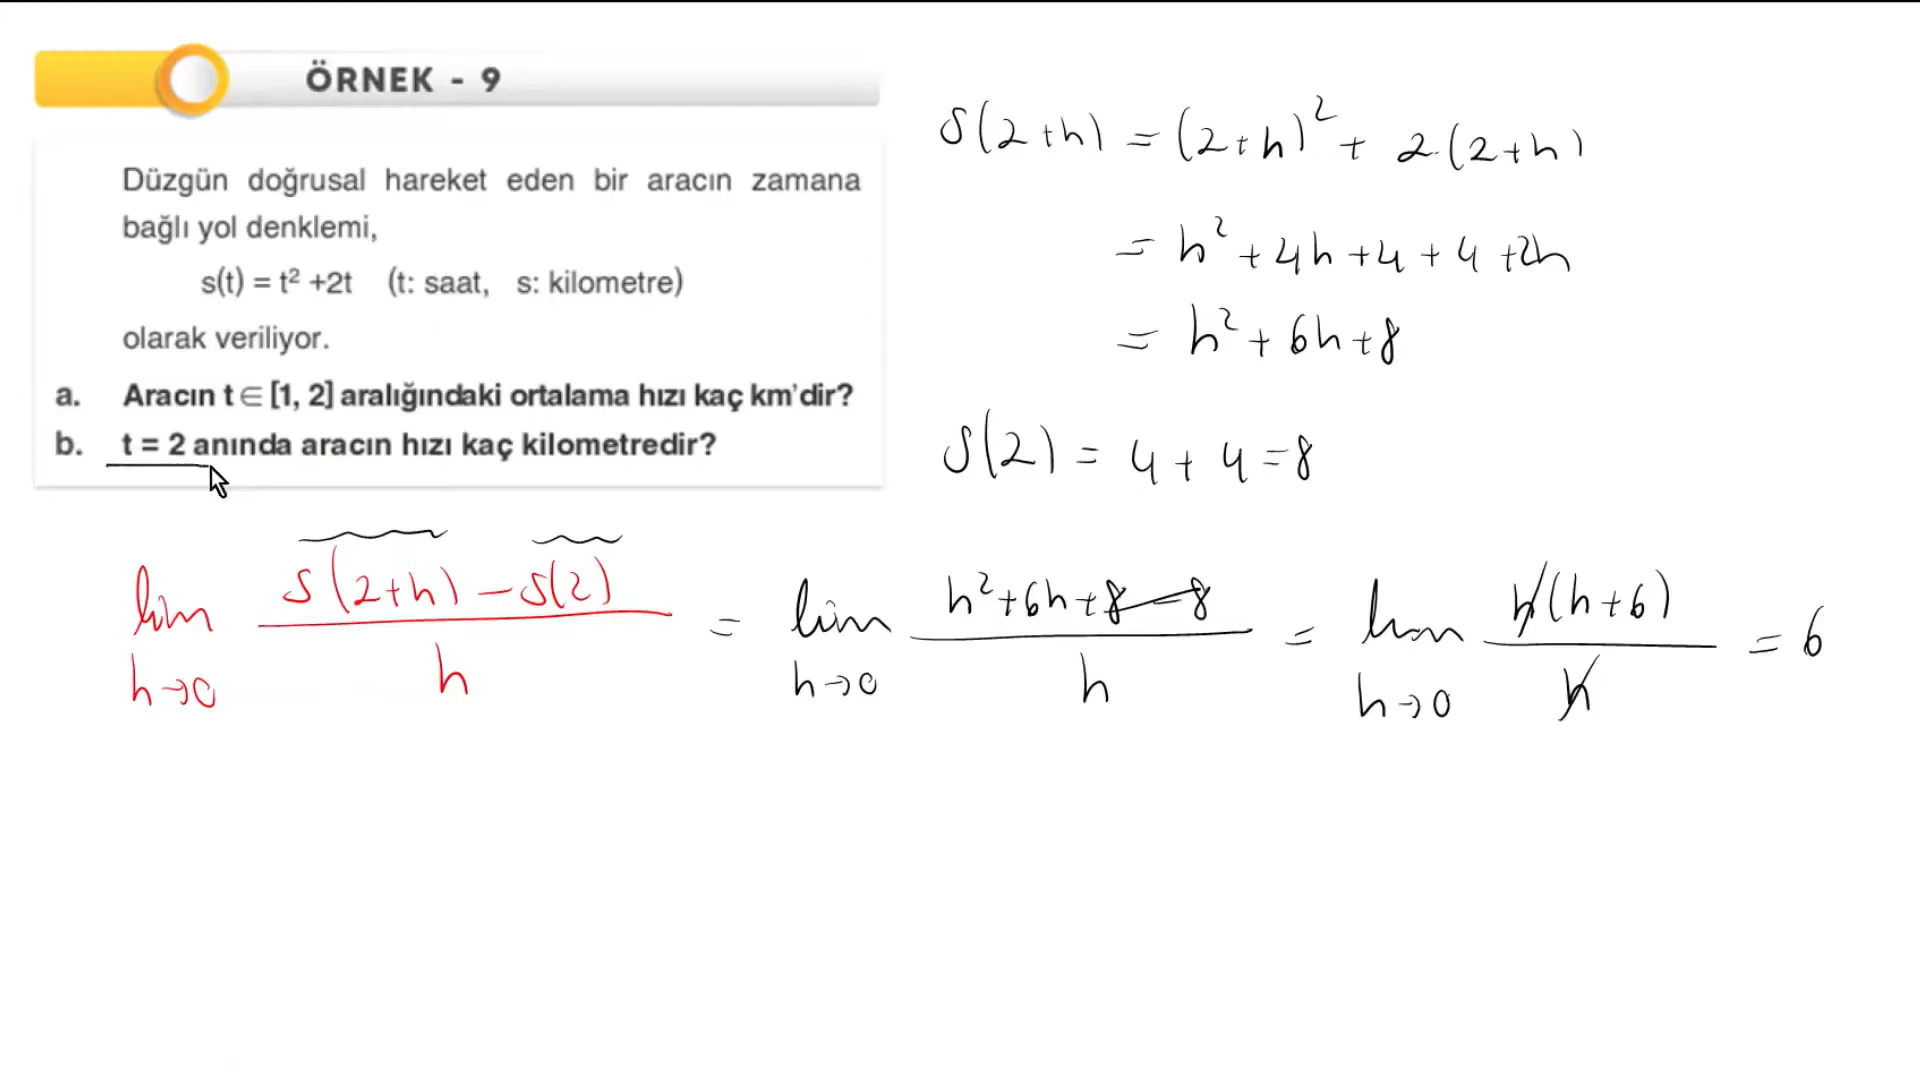 ÖRNEK - 9
Düzgün doğrusal hareket eden bir aracın zamana
bağlı yol denklemi,
s(t) = t² +2t (t: saat, s: kilometre)
olarak veriliyor.
a. Aracın t ∈ [1, 2] aralığındaki ortalama hızı kaç km'dir?
b. t = 2 anında aracın hızı kaç kilometredir?
S(2+h) = (2+h)² + 2.(2+h)
= h² + 4h + 4 + 4 + 2h
= h² + 6h + 8
S(2) = 4 + 4 = 8
lim h→0 (S(2+h) – S(2)) / h = lim h→0 (h² + 6h + 8 – 8) / h = lim h→0 h(h+6) / h = 6